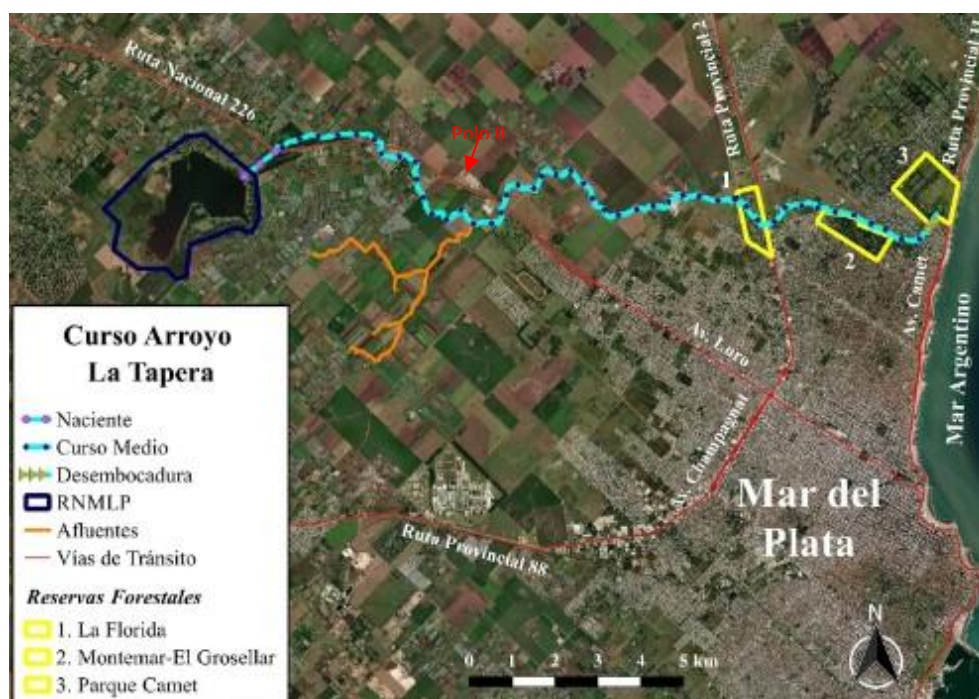 Ruta Nacional 226
Polo II
Ruta Provincial 2
Ruta Provincial 11
1
2
3
Av. Camet
Mar Argentino
Av. Luro
Av. Champagnat
Mar del
Plata
Ruta Provincial 88
Curso Arroyo
La Tapera
Naciente
Curso Medio
Desembocadura
RNMLP
Afluentes
Vías de Tránsito
Reservas Forestales
1. La Florida
2. Montemar-El Grosellar
3. Parque Camet
N
0 1 2 3 4 5 km